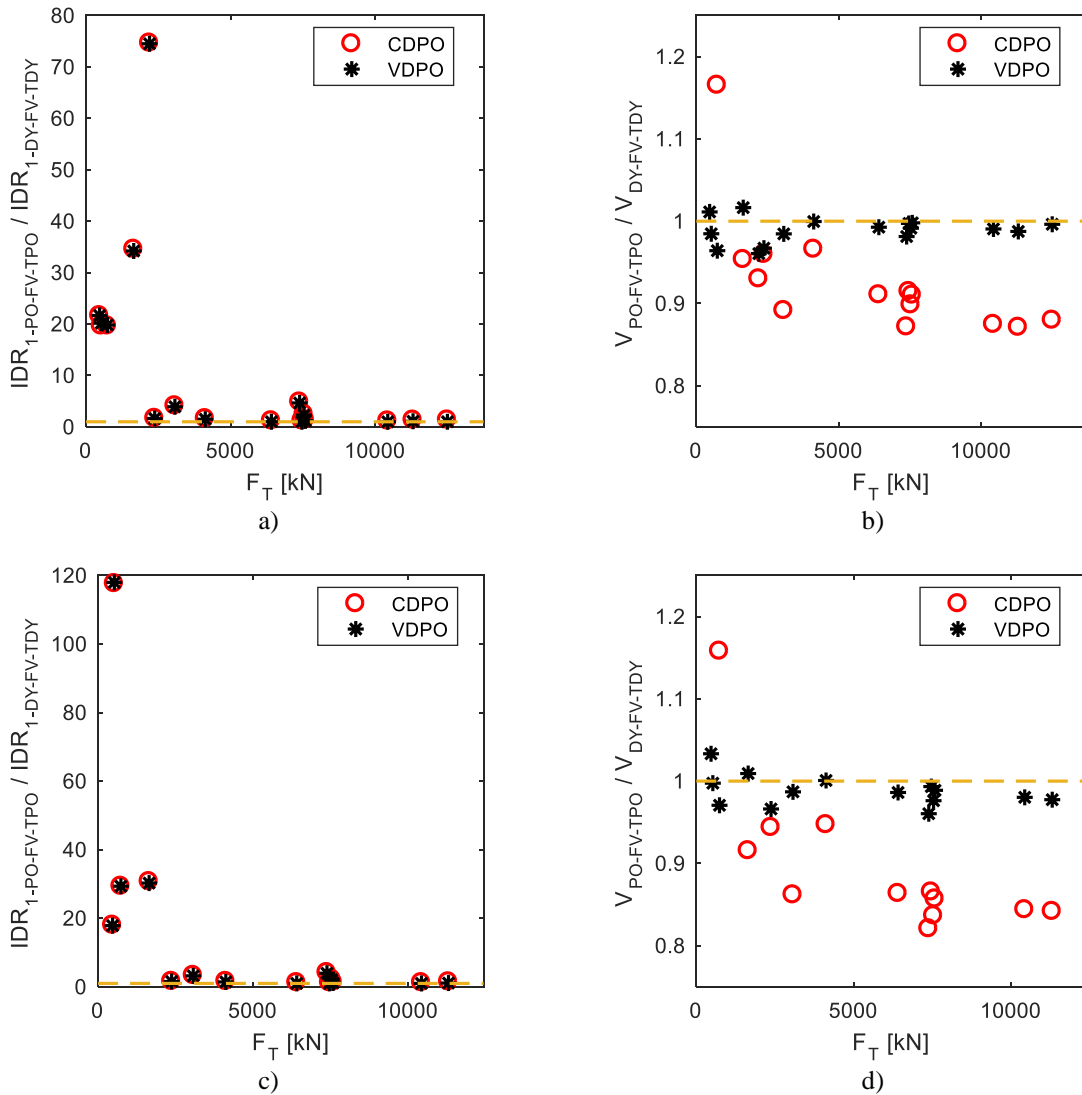 80
70
60
50
40
30
20
10
0
IDR1-PO-FV-TPO / IDR1-DY-FV-TDY
CDPO
VDPO
0 5000 10000
FT [kN]
a)
1.2
1.1
1
0.9
0.8
VPO-FV-TPO / VDY-FV-TDY
CDPO
VDPO
0 5000 10000
FT [kN]
b)
120
100
80
60
40
20
0
IDR1-PO-FV-TPO / IDR1-DY-FV-TDY
CDPO
VDPO
0 5000 10000
FT [kN]
c)
1.2
1.1
1
0.9
0.8
VPO-FV-TPO / VDY-FV-TDY
CDPO
VDPO
0 5000 10000
FT [kN]
d)